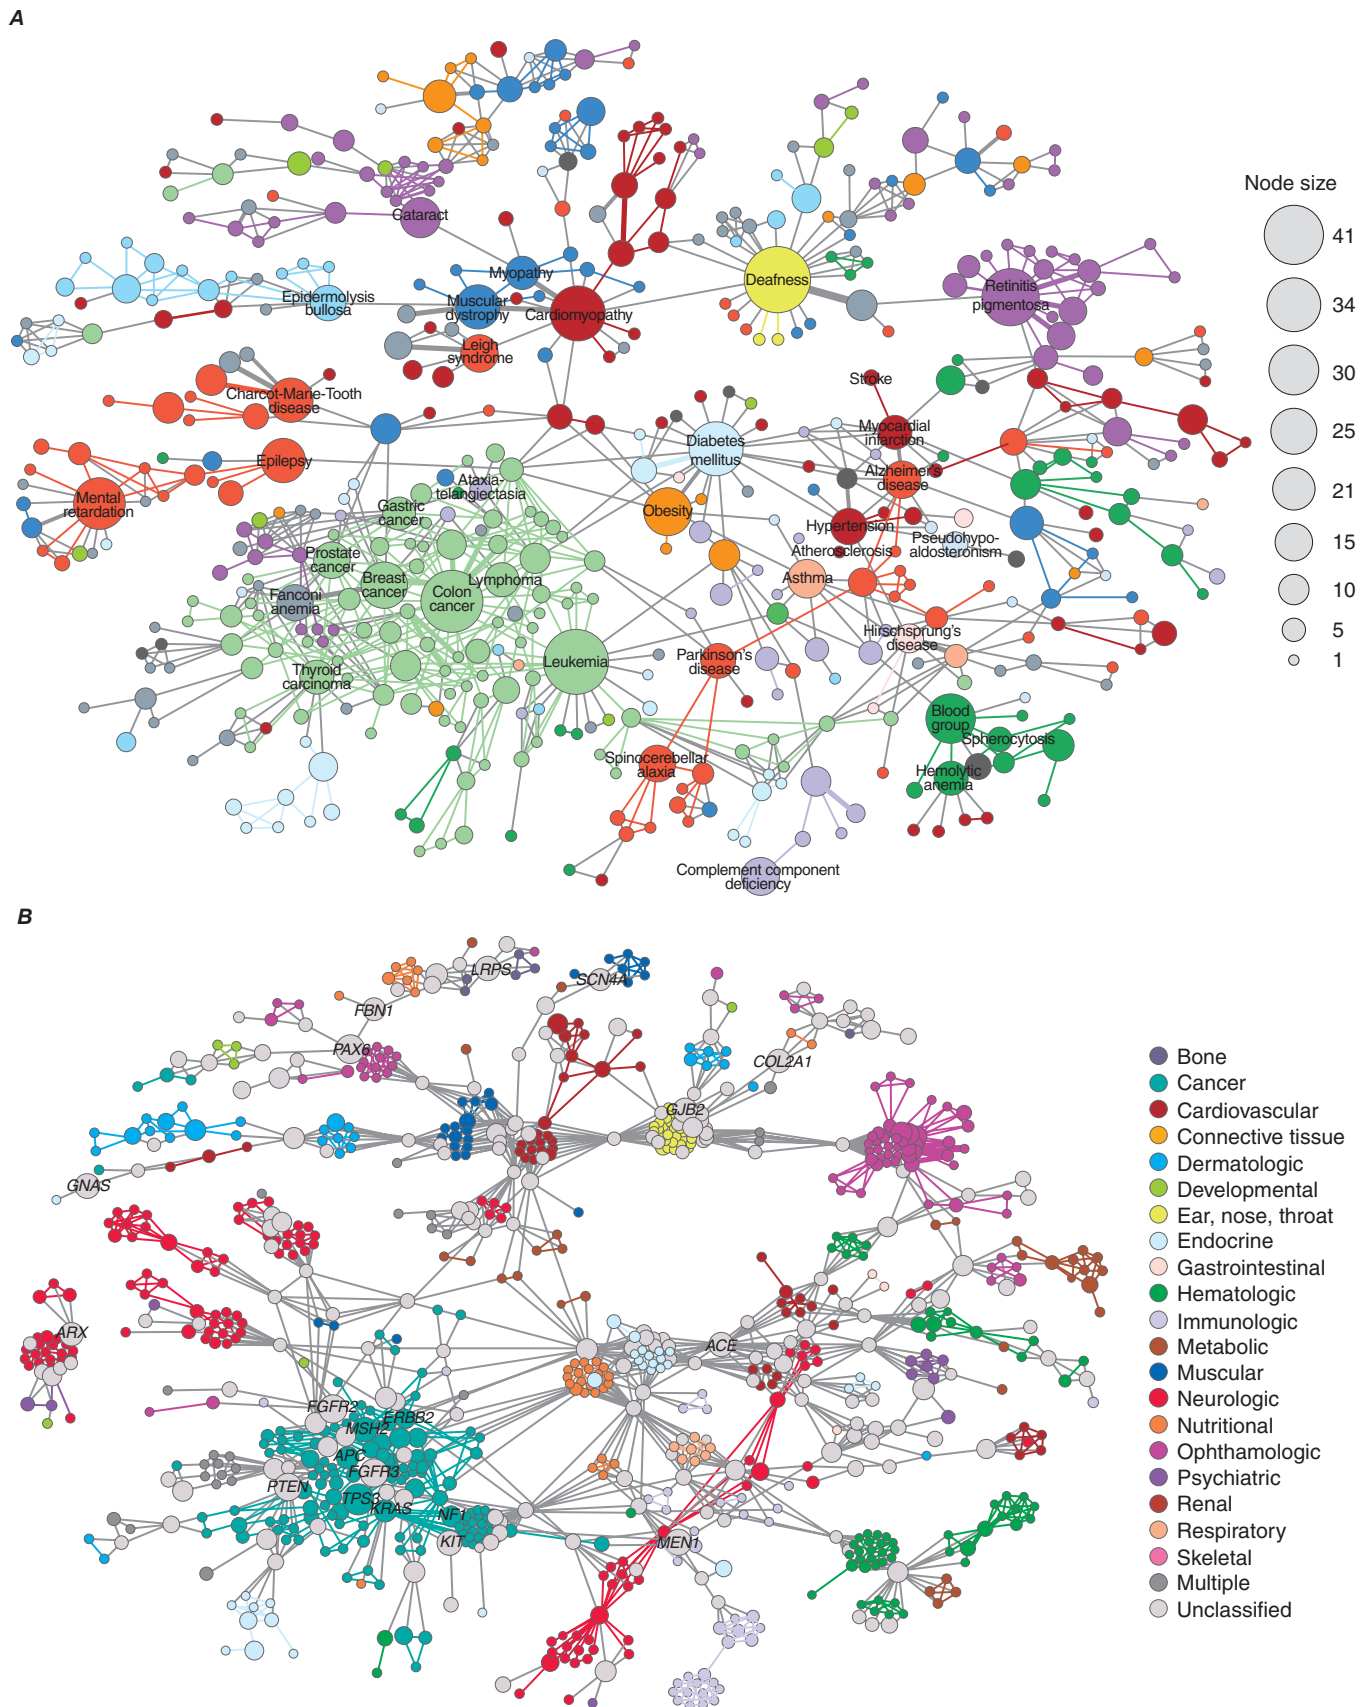 A
Node size
41
34
30
25
21
15
10
5
1
Cataract
Myopathy
Deafness
Retinitis
pigmentosa
Epidermolysis
bullosa
Muscular
dystrophy
Cardiomyopathy
Leigh
syndrome
Stroke
Charcot-Marie-Tooth
disease
Myocardial
infarction
Diabetes
mellitus
Epilepsy
Alzheimer's
disease
Ataxia-
telangiectasia
Mental
retardation
Gastric
cancer
Obesity
Hypertension
Pseudohypo-
aldosteronism
Atherosclerosis
Prostate
cancer
Breast
cancer
Lymphoma
Colon
cancer
Asthma
Fanconi
anemia
Hirschsprung's
disease
Leukemia
Parkinson's
disease
Thyroid
carcinoma
Blood
group
Spherocytosis
Spinocerebellar
alaxia
Hemolytic
anemia
Complement component
deficiency
B
LRPS
SCN4A
FBN1
PAX6
COL2A1
GJB2
GNAS
ARX
ACE
FGFR2
ERBB2
MSH2
APC
FGFR3
PTEN
TPS3
KRAS
NF1
KIT
MEN1
Bone
Cancer
Cardiovascular
Connective tissue
Dermatologic
Developmental
Ear, nose, throat
Endocrine
Gastrointestinal
Hematologic
Immunologic
Metabolic
Muscular
Neurologic
Nutritional
Ophthamologic
Psychiatric
Renal
Respiratory
Skeletal
Multiple
Unclassified